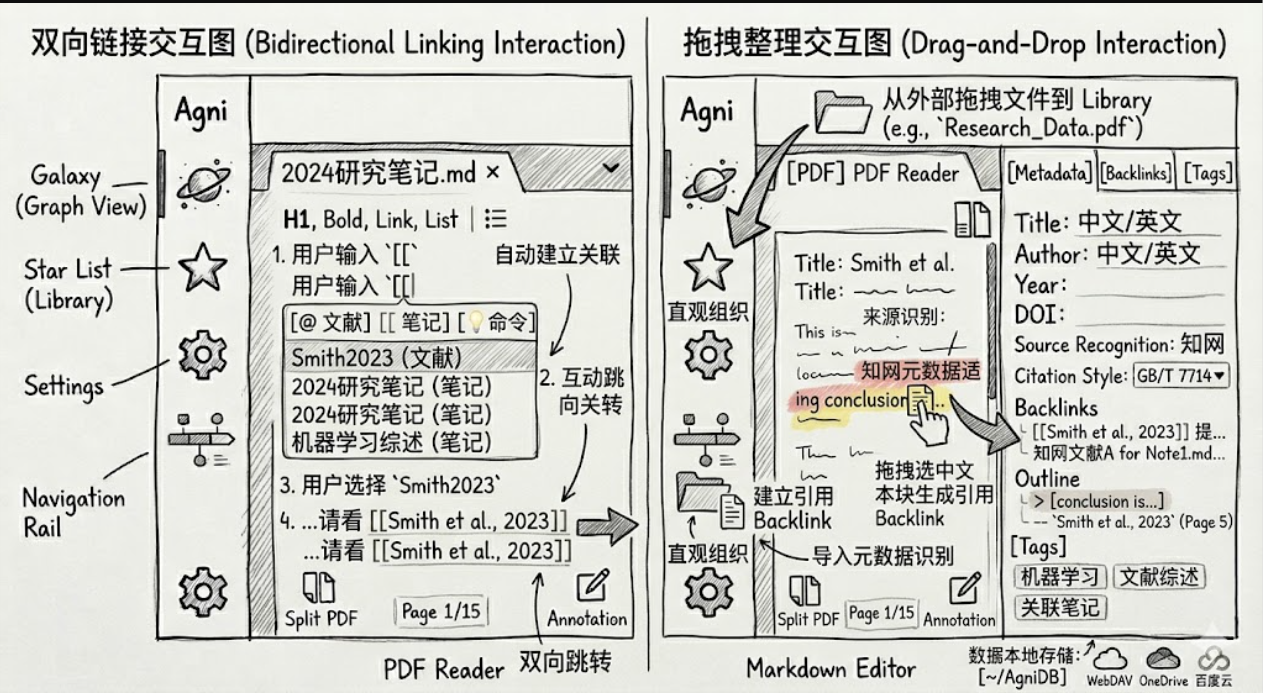 双向链接交互图 (Bidirectional Linking Interaction)
Agni
Galaxy
(Graph View)
Star List
(Library)
Settings
Navigation
Rail
2024研究笔记.md ×
H1, Bold, Link, List
1. 用户输入 `[[`
用户输入 `[[
自动建立关联
[@ 文献] [[ 笔记] [💡命令]
Smith2023 (文献)
2024研究笔记 (笔记)
2024研究笔记 (笔记)
机器学习综述 (笔记)
2. 互动跳
向关转
3. 用户选择 `Smith2023`
4. ...请看 [[Smith et al., 2023]]
...请看 [[Smith et al., 2023]]
Split PDF
Page 1/15
Annotation
PDF Reader
双向跳转
拖拽整理交互图 (Drag-and-Drop Interaction)
Agni
从外部拖拽文件到 Library
(e., `Research_Data.pdf`)
直观组织
直观组织
[PDF] PDF Reader
Title: Smith et al.
Title:
来源识别:
This is
知网元数据适
ing conclusion
拖拽选中文
本块生成引用
Backlink
建立引用
Backlink
导入元数据识别
Split PDF
Page 1/15
Annotation
[Metadata] [Backlinks] [Tags]
Title: 中文/英文
Author: 中文/英文
Year:
DOI:
Source Recognition: 知网
Citation Style: GB/T 7714▾
Backlinks
[[Smith et al., 2023]] 提...
知网文献A for Note1.md...
Outline
> [conclusion is...]
`Smith et al., 2023` (Page 5)
[Tags]
机器学习 文献综述
关联笔记
Markdown Editor
数据本地存储:
[~/AgniDB]
WebDAV OneDrive 百度云